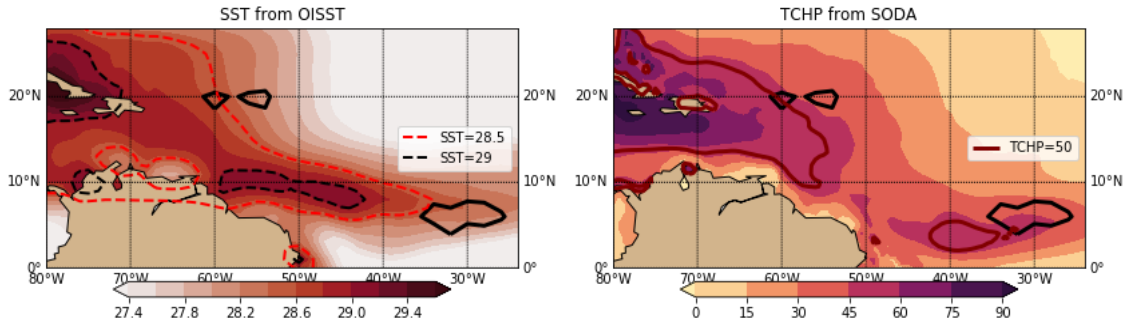 SST from OISST
20°N
10°N
0°
80°W 70°W 60°W 50°W 40°W 30°W
20°N
10°N
0°
SST=28.5
SST=29
27.4 27.8 28.2 28.6 29.0 29.4
TCHP from SODA
20°N
10°N
0°
80°W 70°W 60°W 50°W 40°W 30°W
20°N
10°N
0°
TCHP=50
0 15 30 45 60 75 90